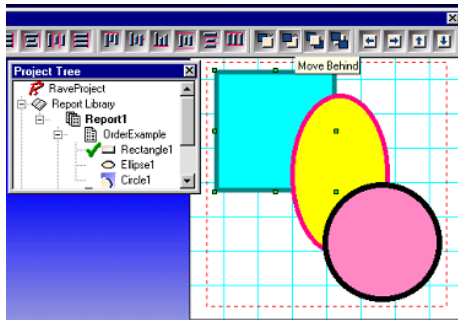 Move Behind
Project Tree
RaveProject
Report Library
Report1
OrderExample
Rectangle1
Ellipse1
Circle1